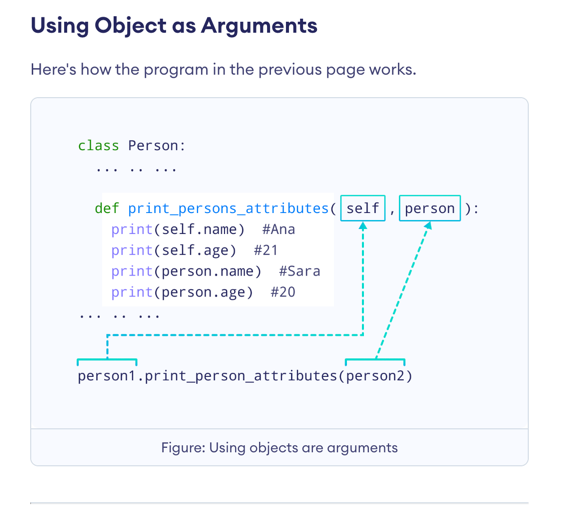 Using Object as Arguments
Here's how the program in the previous page works.
class Person:
... .. ...
def print_persons_attributes( self , person ):
print(self.name) #Ana
print(self.age) #21
print(person.name) #Sara
print(person.age) #20
... .. ...
person1.print_person_attributes(person2)
Figure: Using objects are arguments